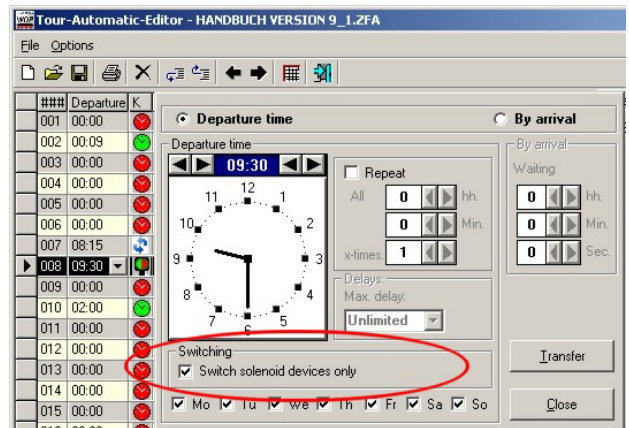 Tour-Automatic-Editor - HANDBUCH VERSION 9_1.ZFA
File Options
### Departure K
001 00:00
002 00:09
003 00:00
004 00:00
005 00:00
006 00:00
007 08:15
008 09:30
009 00:00
010 02:00
011 00:00
012 00:00
013 00:00
014 00:00
015 00:00
Departure time
By arrival
Departure time
09:30
12
1
2
3
4
5
6
7
8
9
10
11
Repeat
All 0 hh.
0 Min.
x-times. 1
Delays:
Max. delay:
Unlimited
By arrival
Waiting
0 hh.
0 Min.
0 Sec.
Switching
Switch solenoid devices only
Mo Tu We Th Fr Sa So
Transfer
Close